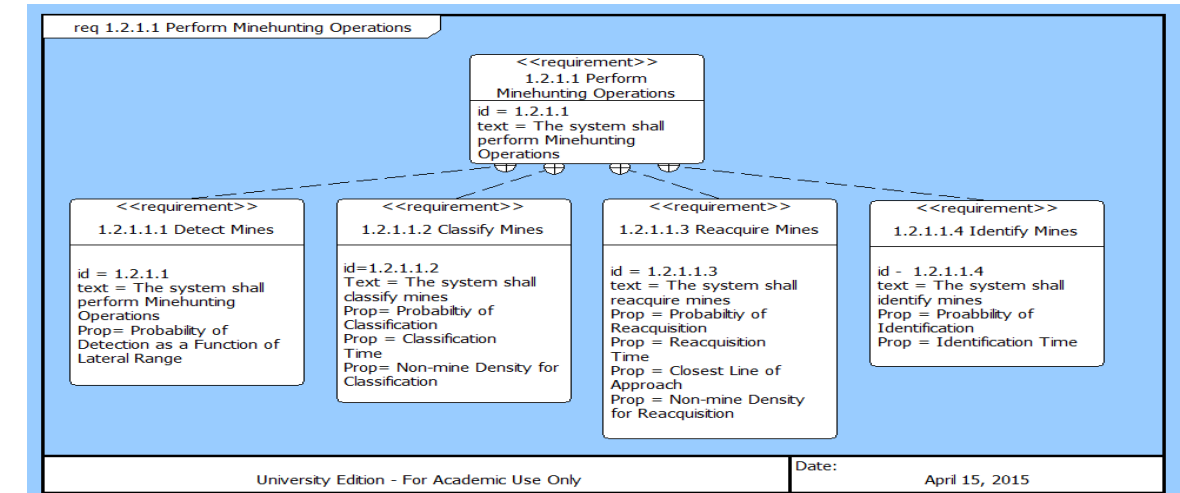 req 1.2.1.1 Perform Minehunting Operations
<<requirement>>
1.2.1.1 Perform
Minehunting Operations
id = 1.2.1.1
text = The system shall
perform Minehunting
Operations
<<requirement>>
1.2.1.1.1 Detect Mines
id = 1.2.1.1
text = The system shall
perform Minehunting
Operations
Prop= Probability of
Detection as a Function of
Lateral Range
<<requirement>>
1.2.1.1.2 Classify Mines
id=1.2.1.1.2
Text = The system shall
classify mines
Prop= Probabiltiy of
Classification
Prop = Classification
Time
Prop= Non-mine Density for
Classification
<<requirement>>
1.2.1.1.3 Reacquire Mines
id = 1.2.1.1.3
text = The system shall
reacquire mines
Prop = Probabiltiy of
Reacquisition
Prop = Reacquisition
Time
Prop = Closest Line of
Approach
Prop = Non-mine Density
for Reacquisition
<<requirement>>
1.2.1.1.4 Identify Mines
id - 1.2.1.1.4
text = The system shall
identify mines
Prop = Proabbility of
Identification
Prop = Identification Time
University Edition - For Academic Use Only
Date:
April 15, 2015